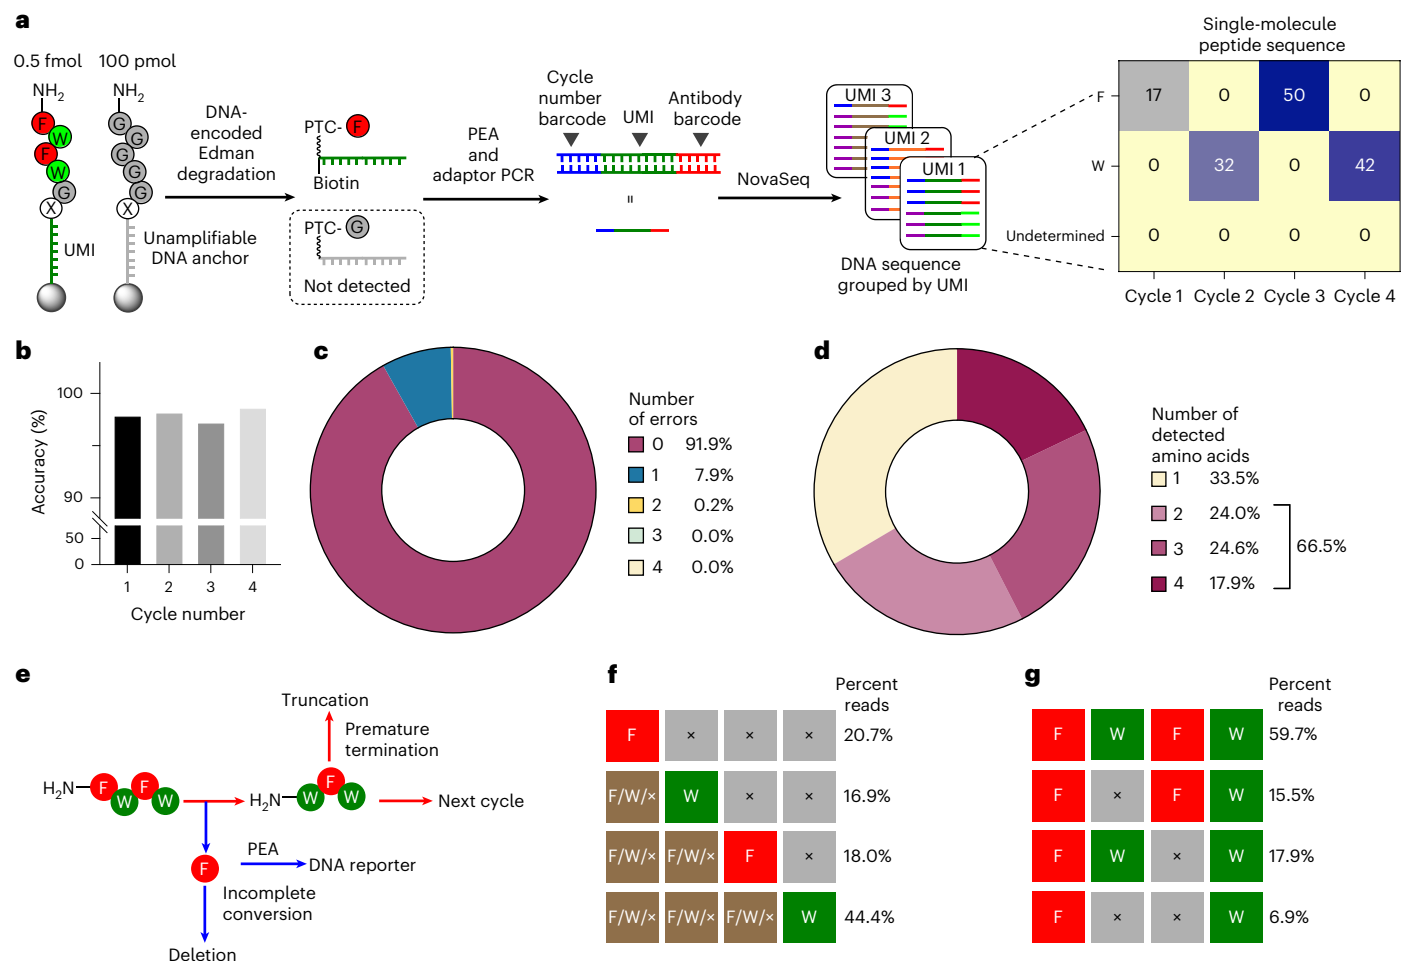 a
0.5 fmol
100 pmol
NH2
NH2
F
W
F
W
G
X
UMI
G
G
G
G
G
G
X
Unamplifiable
DNA anchor
DNA-
encoded
Edman
degradation
PTC-
F
Biotin
PTC-
G
Not detected
PEA
and
adaptor PCR
Cycle
number
barcode
UMI
Antibody
barcode
=
NovaSeq
UMI 3
UMI 2
UMI 1
DNA sequence
grouped by UMI
Single-molecule
peptide sequence
F
17
0
50
0
W
0
32
0
42
Undetermined
0
0
0
0
Cycle 1
Cycle 2
Cycle 3
Cycle 4
b
Accuracy (%)
100
90
50
0
1
2
3
4
Cycle number
c
Number
of errors
0 91.9%
1 7.9%
2 0.2%
3 0.0%
4 0.0%
d
Number of
detected
amino acids
1 33.5%
2 24.0%
3 24.6%
4 17.9%
66.5%
e
Truncation
Premature
termination
H2N
F
W
F
W
H2N
W
F
W
Next cycle
F
PEA
DNA reporter
Incomplete
conversion
Deletion
f
Percent
reads
F × × × 20.7%
F/W/× W × × 16.9%
F/W/× F/W/× F × 18.0%
F/W/× F/W/× F/W/× W 44.4%
g
Percent
reads
F W F W 59.7%
F × F W 15.5%
F W × W 17.9%
F × × W 6.9%